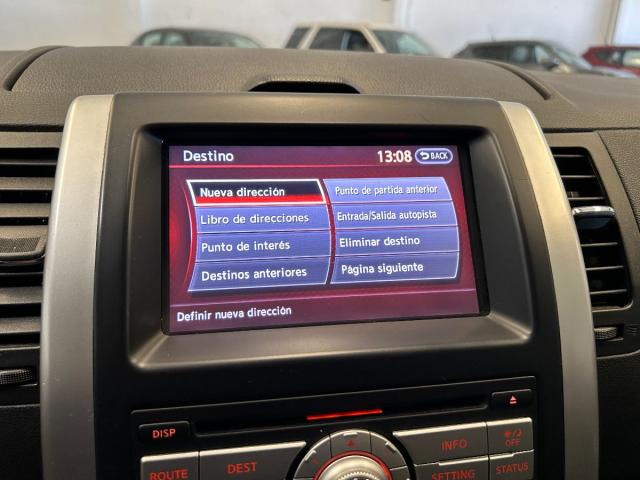 Destino
13:08 BACK
Nueva dirección
Punto de partida anterior
Libro de direcciones
Entrada/Salida autopista
Punto de interés
Eliminar destino
Destinos anteriores
Página siguiente
Definir nueva dirección
DISP
INFO
OFF
ROUTE
DEST
SETTING
STATUS